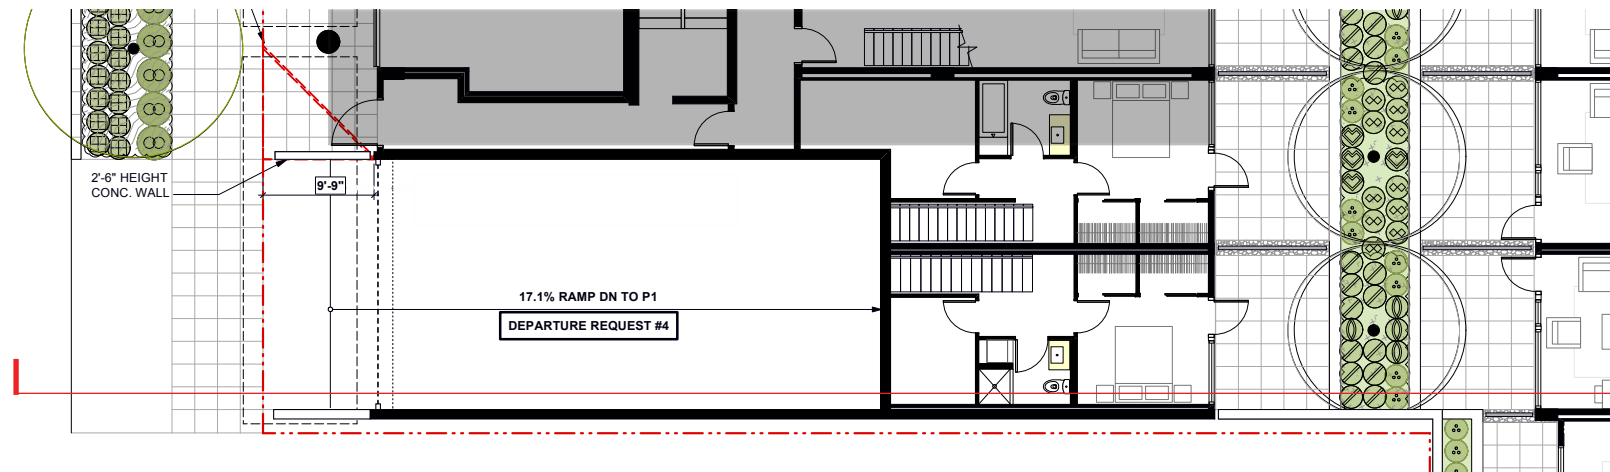 2'-6" HEIGHT
CONC. WALL
9'-9"
17.1% RAMP DN TO P1
DEPARTURE REQUEST #4